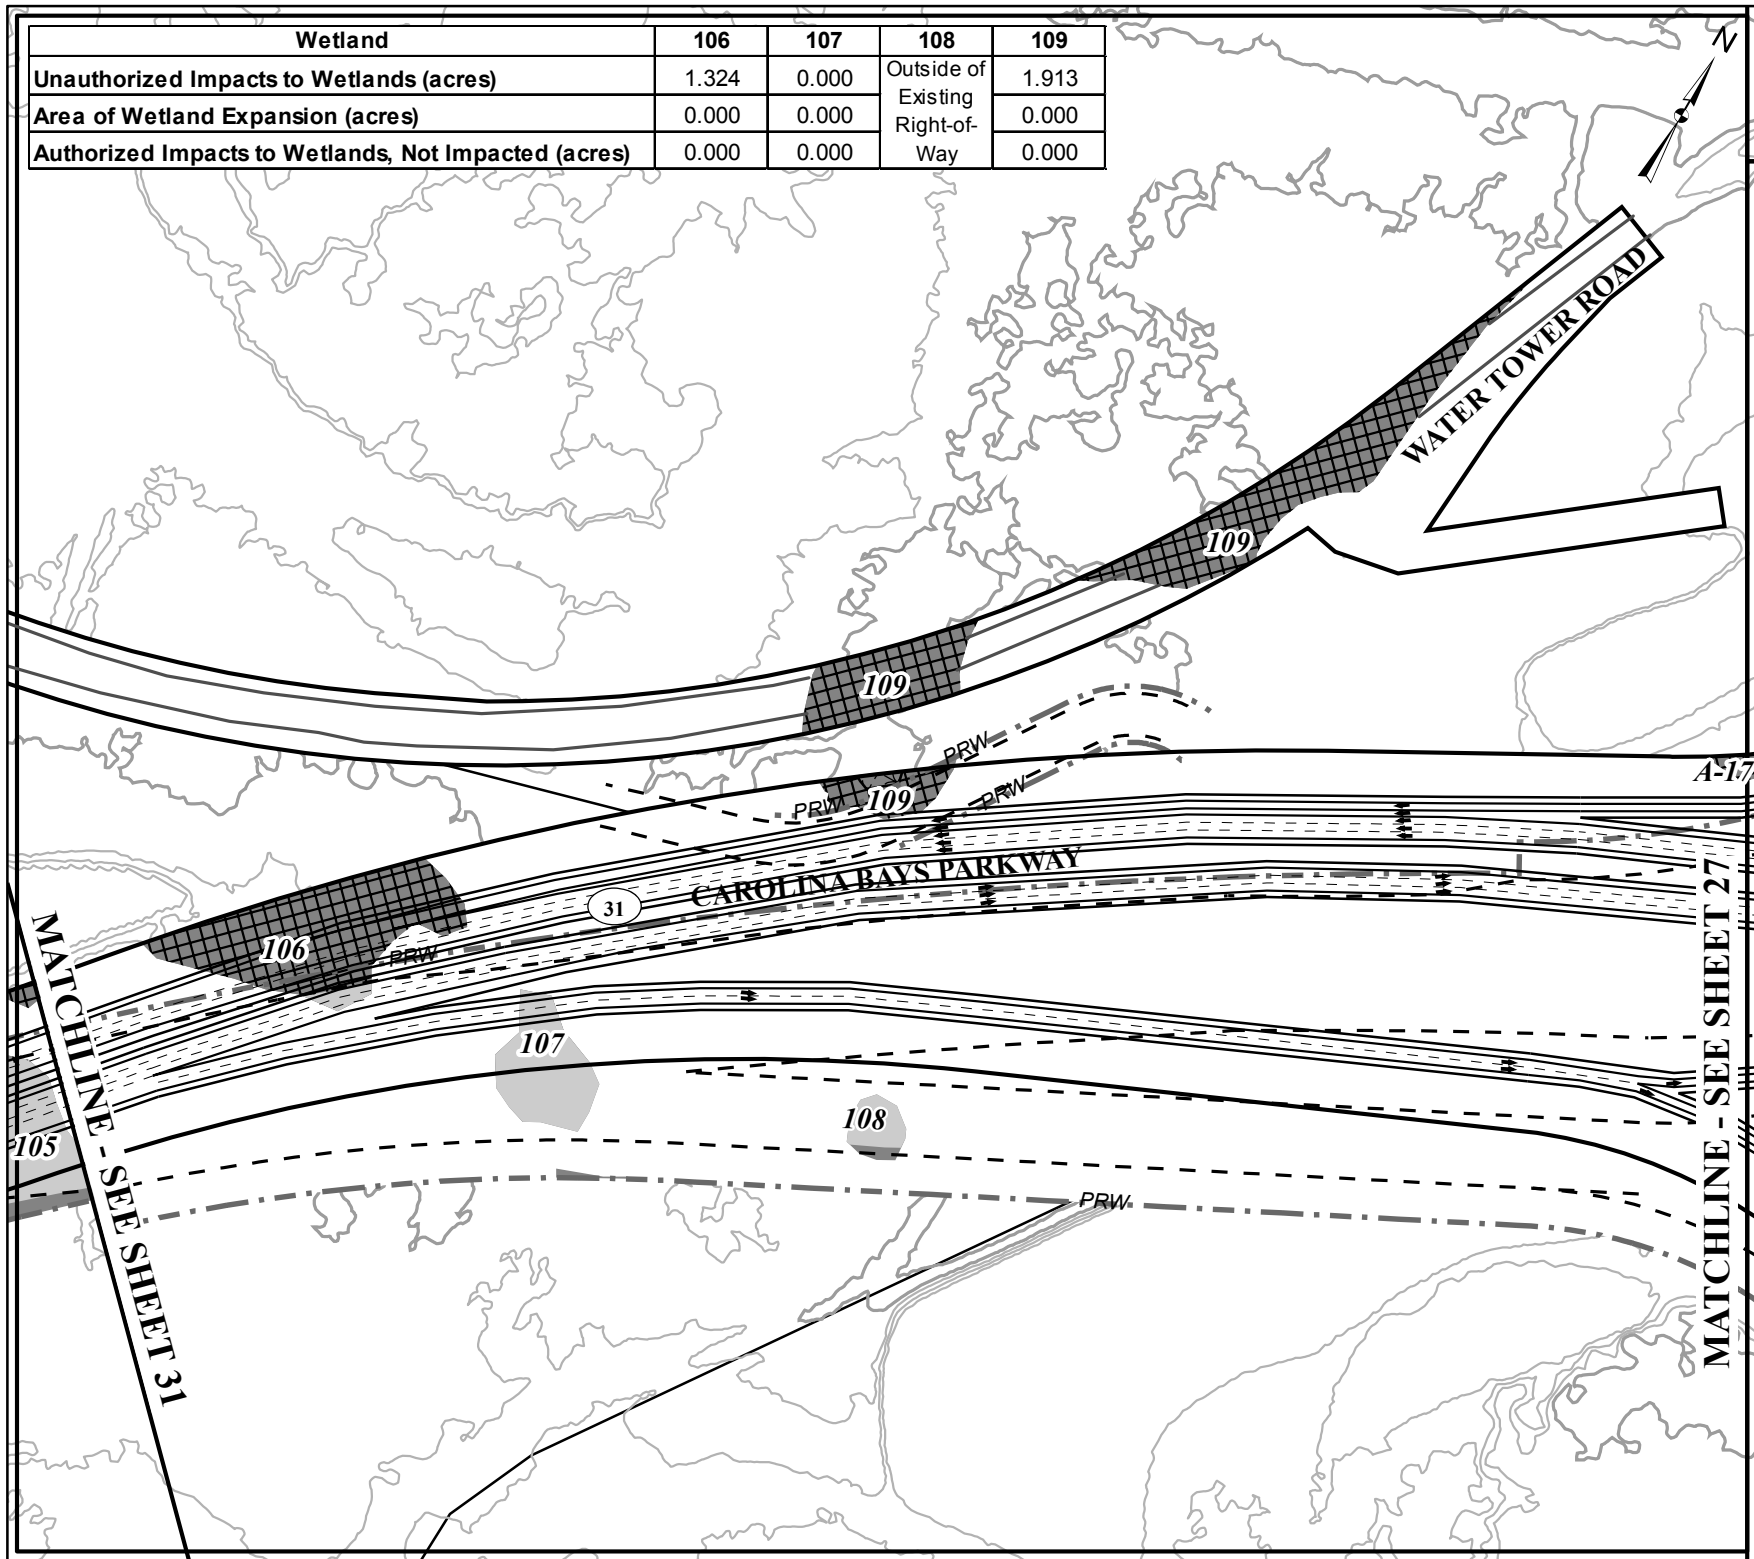 Wetland 106 107 108 109
Unauthorized Impacts to Wetlands (acres) 1.324 0.000 Outside of Existing Right-of-Way 1.913
Area of Wetland Expansion (acres) 0.000 0.000 0.000
Authorized Impacts to Wetlands, Not Impacted (acres) 0.000 0.000 0.000
N
WATER TOWER ROAD
109
109
PRW
A-17
PRW
PRW
109
CAROLINA BAYS PARKWAY
31
106
PRW
107
108
105
PRW
MATCHLINE - SEE SHEET 31
MATCHLINE - SEE SHEET 27